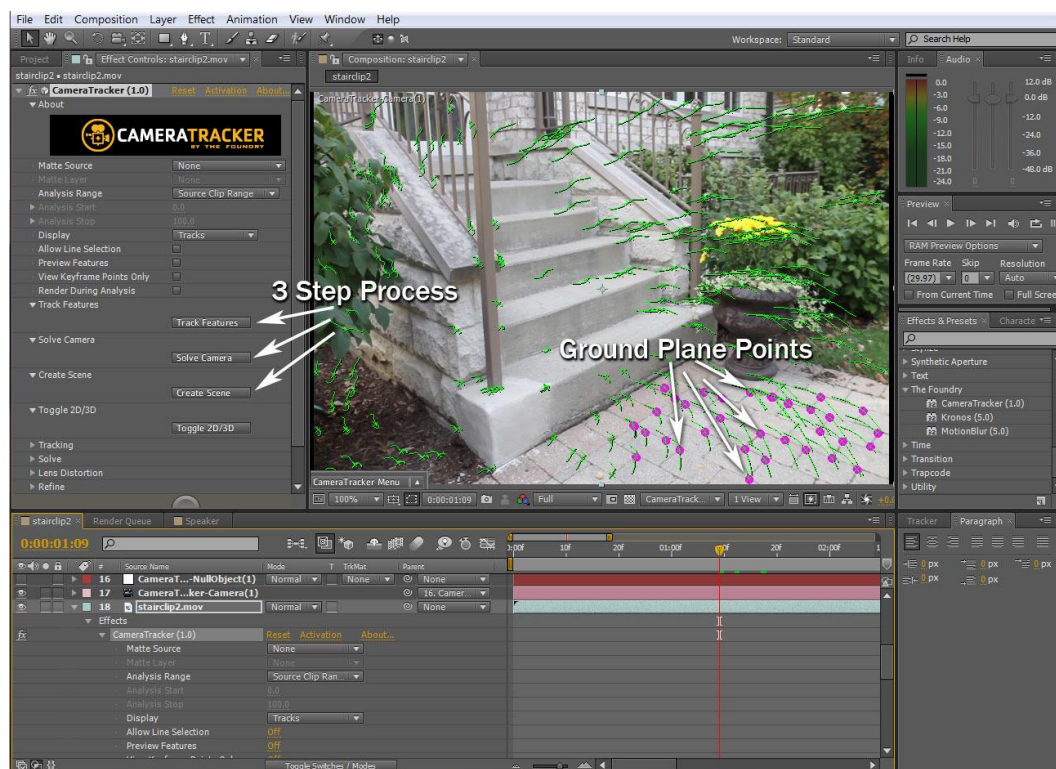 File Edit Composition Layer Effect Animation View Window Help
Workspace: Standard
Search Help
Project Effect Controls: stairclip2.mov
Composition: stairclip2
Info Audio
stairclip2 • stairclip2.mov
stairclip2
fx CameraTracker (1.0) Reset Activation About...
About
CAMERATRACKER
BY THE FOUNDRY
Matte Source None
Matte Layer None
Analysis Range Source Clip Range
Analysis Start 0.0
Analysis Stop 100.0
Display Tracks
Allow Line Selection
Preview Features
View Keyframe Points Only
Render During Analysis
Track Features
Track Features
Solve Camera
Solve Camera
Create Scene
Create Scene
Toggle 2D/3D
Toggle 2D/3D
Tracking
Solve
Lens Distortion
Refine
3 Step Process
Ground Plane Points
CameraTracker Menu
100% 0:00:01:09 Full CameraTrack... 1 View +0.0
0.0
-3.0
-6.0
-9.0
-12.0
-15.0
-18.0
-21.0
-24.0
0 0
12.0 dB
0.0 dB
-12.0
-24.0
-36.0
-48.0 dB
Preview
RAM Preview Options
Frame Rate Skip Resolution
(29.97) 0 Auto
From Current Time Full Scree
Effects & Presets Characte
Synthetic Aperture
Text
The Foundry
CameraTracker (1.0)
Kronos (5.0)
MotionBlur (5.0)
Time
Transition
Trapcode
Utility
stairclip2 Render Queue Speaker
0:00:01:09
# Source Name Mode T TrkMat Parent
16 CameraT...-NullObject(1) Normal None None
17 CameraT...ker-Camera(1) 16. Camer...
18 stairclip2.mov Normal None
Effects
fx CameraTracker (1.0) Reset Activation About...
Matte Source None
Matte Layer None
Analysis Range Source Clip Ran...
Analysis Start 0.0
Analysis Stop 100.0
Display Tracks
Allow Line Selection Off
Preview Features Off
Toggle Switches / Modes
):00f 10f 20f 01:00f 10f 20f 02:00f 1
Tracker Paragraph
0 px 0 px 0 px
0 px 0 px